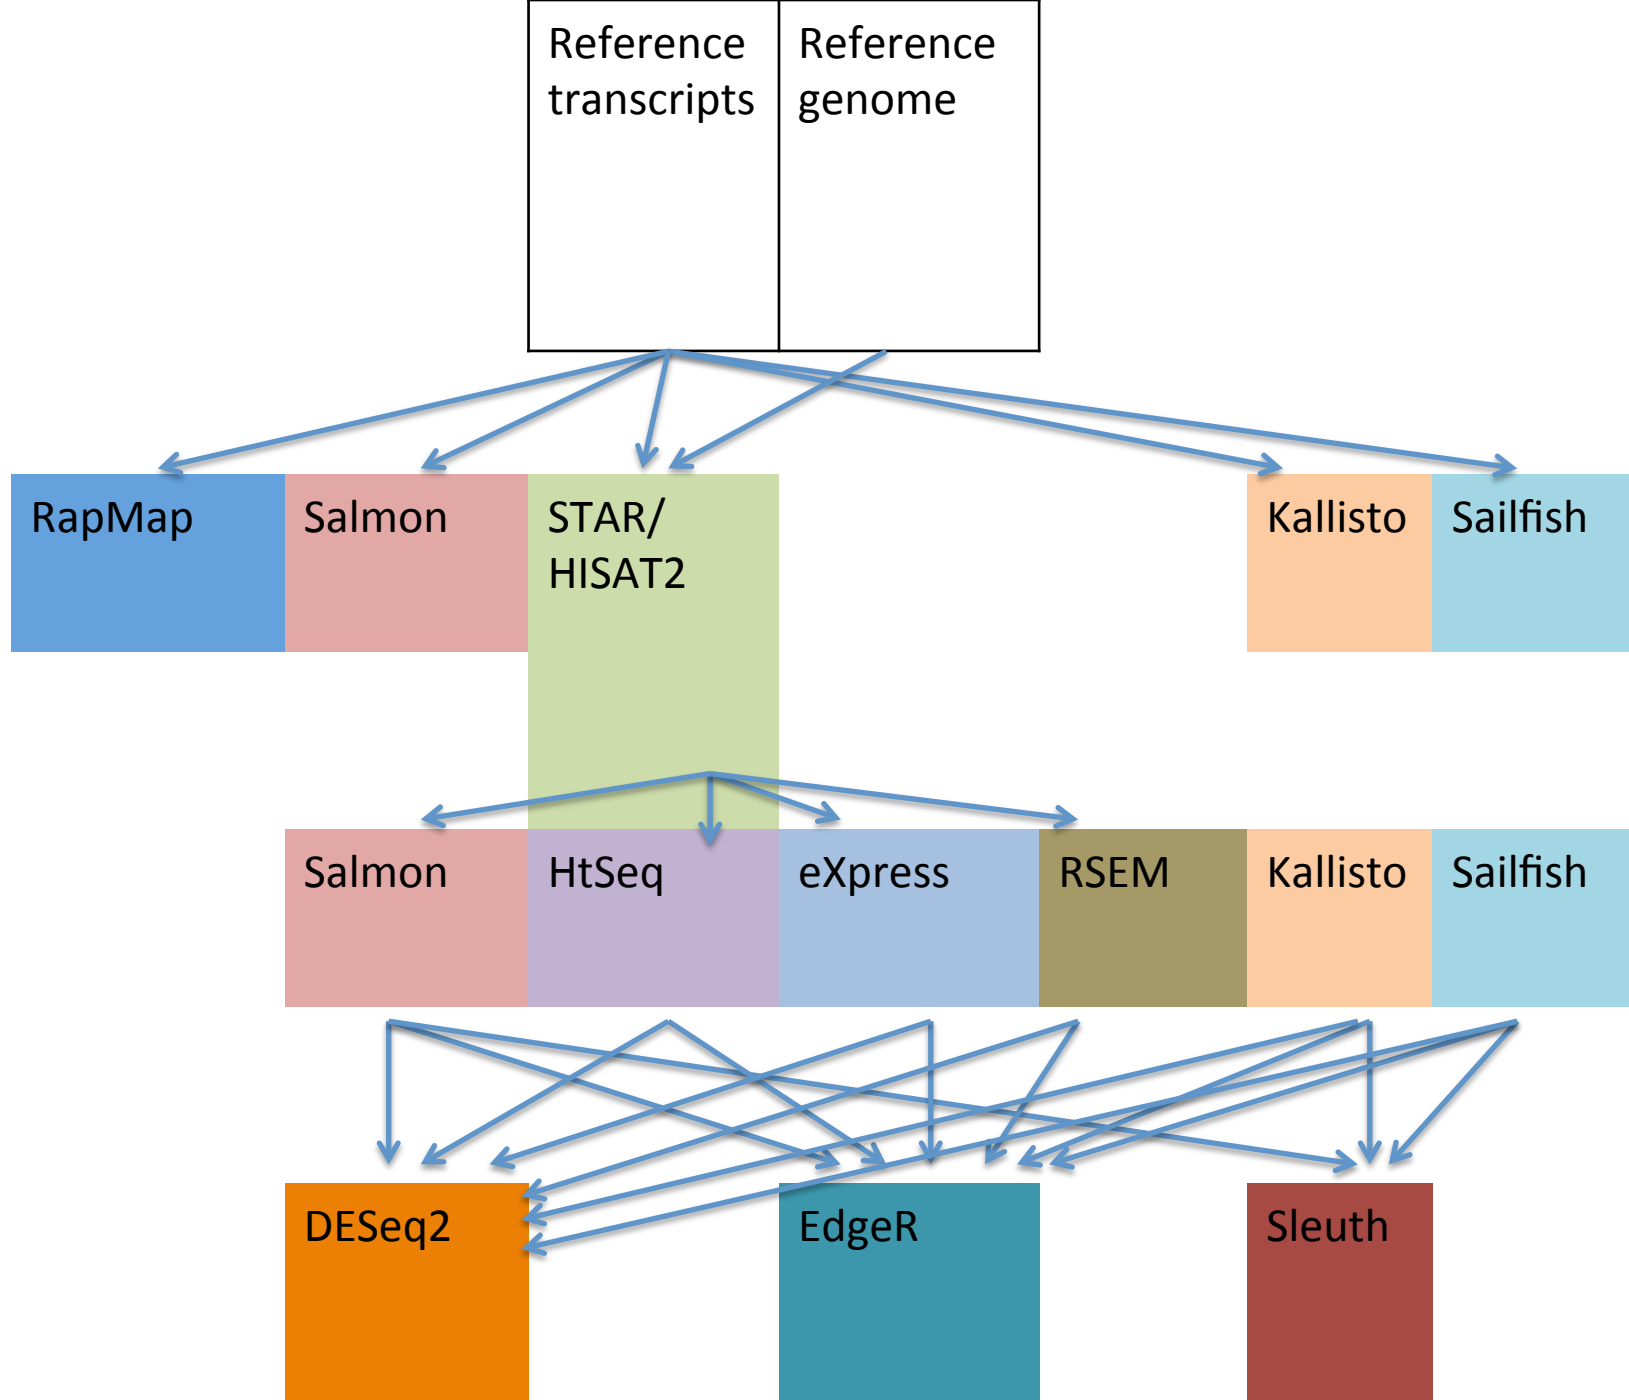 Reference
transcripts
Reference
genome
RapMap
Salmon
STAR/
HISAT2
Kallisto
Sailfish
Salmon
HtSeq
eXpress
RSEM
Kallisto
Sailfish
DESeq2
EdgeR
Sleuth